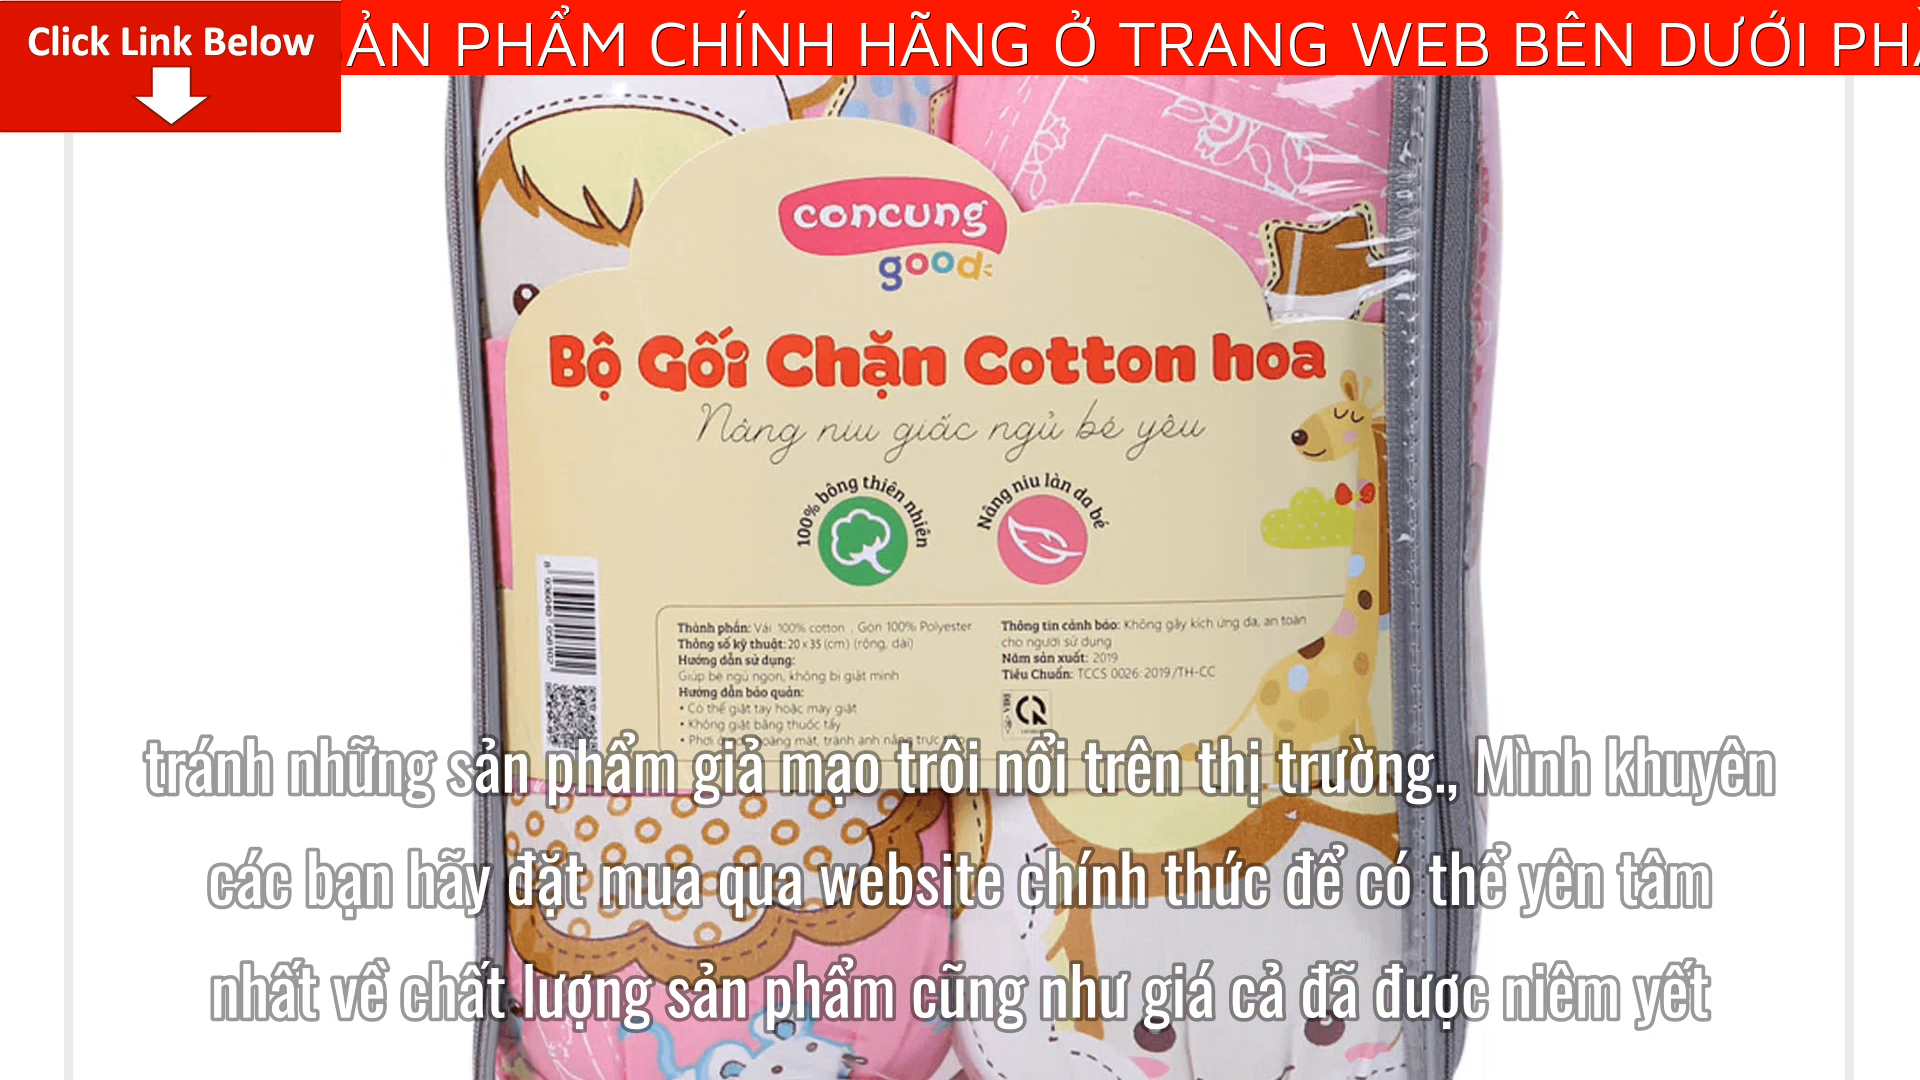 Click Link Below
ẢN PHẨM CHÍNH HÃNG Ở TRANG WEB BÊN DƯỚI PH
concung
good
Bộ Gối Chặn Cotton hoa
Nâng niu giấc ngủ bé yêu
100% bông thiên nhiên
Nâng niu làn da bé
Thành phần: Vải 100% cotton , Gòn 100% Polyester
Thông số kỹ thuật: 20 x 35 (cm) (rộng, dài)
Hướng dẫn sử dụng:
Giúp bé ngủ ngon, không bị giật mình
Hướng dẫn bảo quản:
• Có thể giặt tay hoặc máy giặt
• Không giặt bằng thuốc tẩy
• Phơi thoáng mát, tránh ánh nắng trực
Thông tin cảnh báo: Không gây kích ứng da, an toàn
cho người sử dụng
Năm sản xuất: 2019
Tiêu Chuẩn: TCCS 0026: 2019 /TH-CC
tránh những sản phẩm giả mạo trôi nổi trên thị trường., Mình khuyên
các bạn hãy đặt mua qua website chính thức để có thể yên tâm
nhất về chất lượng sản phẩm cũng như giá cả đã được niêm yết